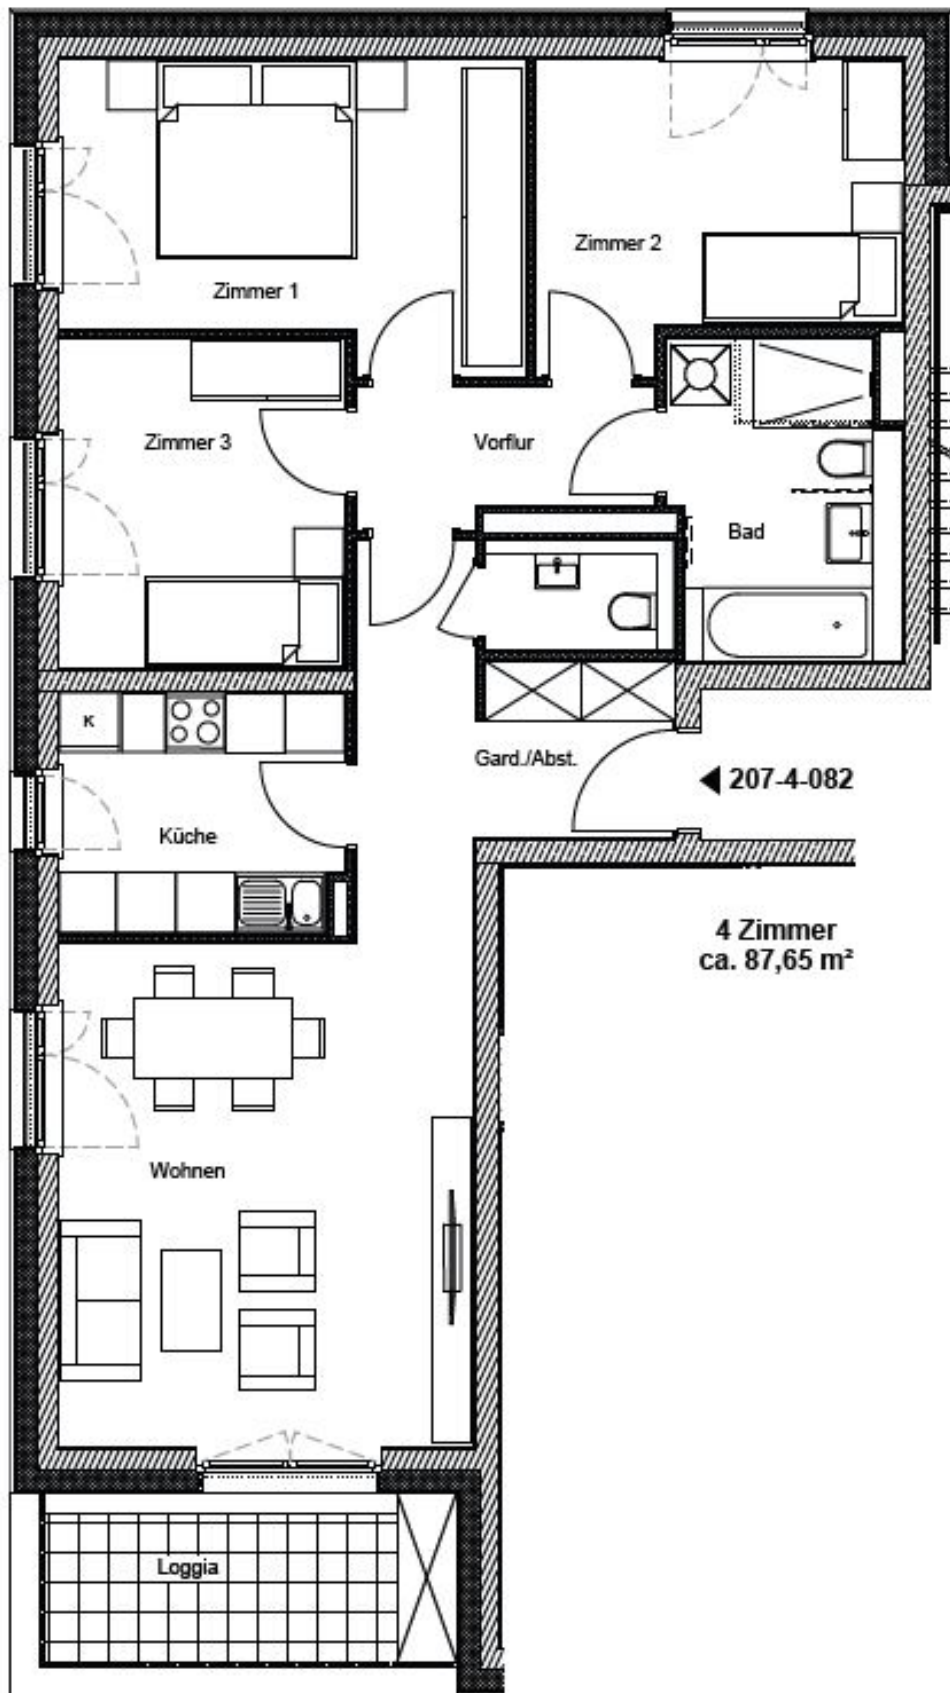 Zimmer 2
Zimmer 1
Zimmer 3
Vorflur
Bad
K
Gard./Abst.
207-4-082
Küche
4 Zimmer
ca. 87,65 m²
Wohnen
Loggia